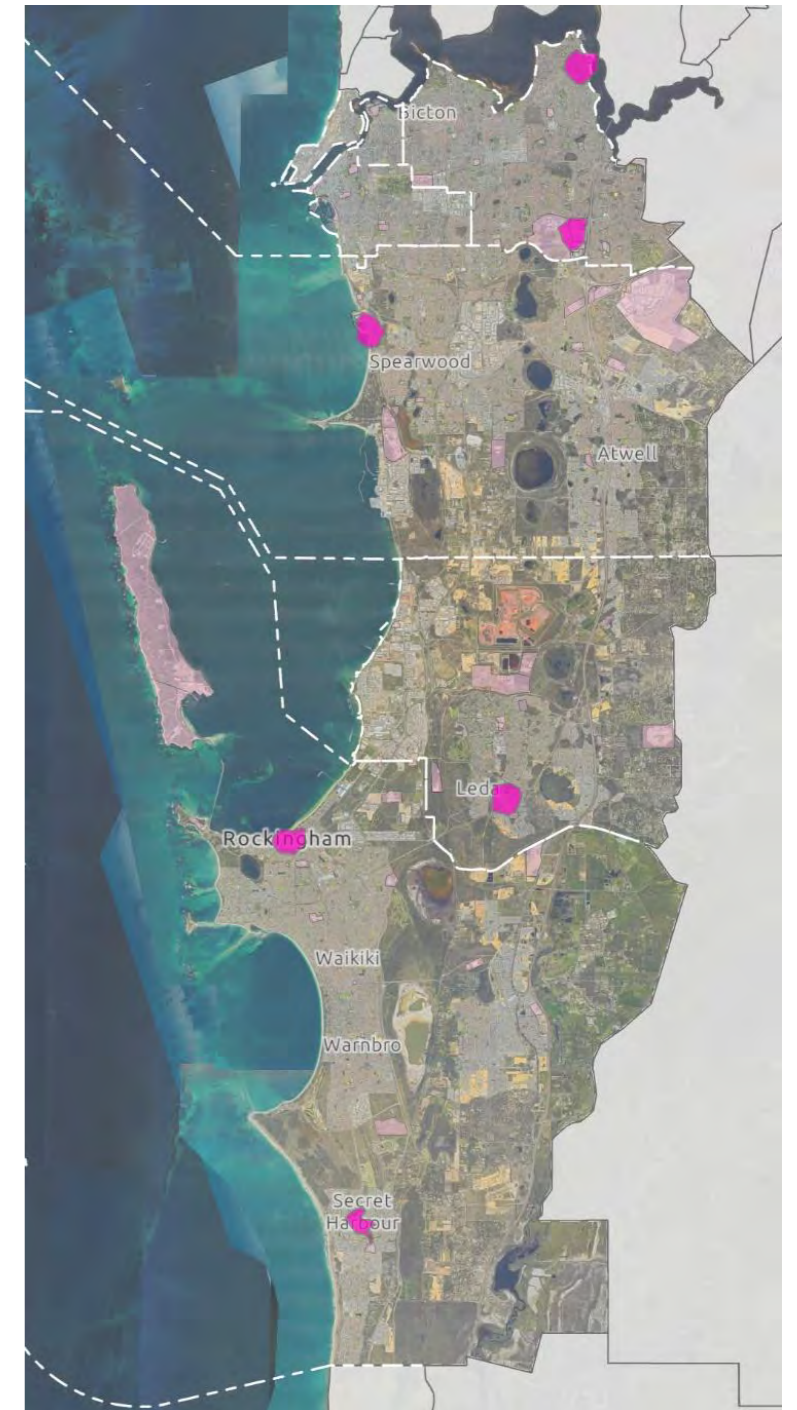 Bicton
Spearwood
Atwell
Leda
Rockingham
Waikiki
Warnbro
Secret
Harbour